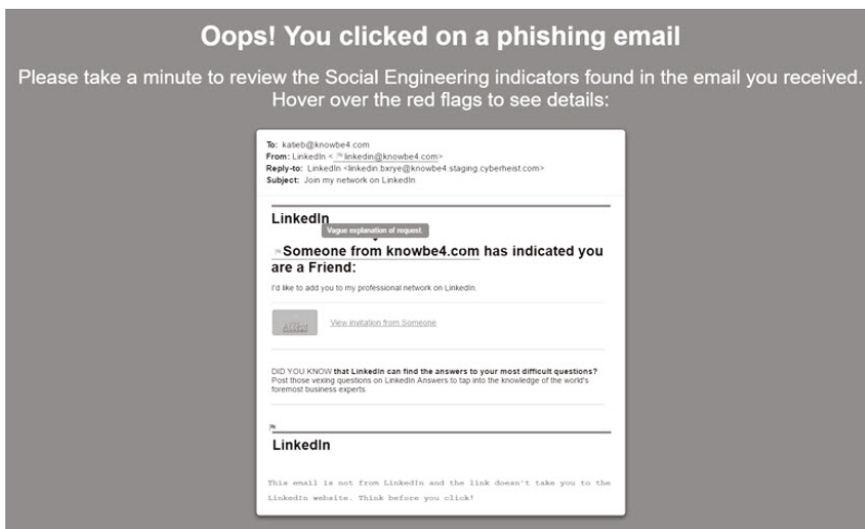 Oops! You clicked on a phishing email
Please take a minute to review the Social Engineering indicators found in the email you received.
Hover over the red flags to see details:
To: katieb@knowbe4.com
From: LinkedIn < linkedin@knowbe4.com>
Reply-to: LinkedIn <linkedin.bxrye@knowbe4.staging.cyberheist.com>
Subject: Join my network on LinkedIn
LinkedIn
Vague explanation of request.
Someone from knowbe4.com has indicated you
are a Friend:
I'd like to add you to my professional network on LinkedIn.
Accept
View invitation from Someone
DID YOU KNOW that LinkedIn can find the answers to your most difficult questions?
Post those vexing questions on LinkedIn Answers to tap into the knowledge of the world's
foremost business experts.
LinkedIn
This email is not from LinkedIn and the link doesn't take you to the
LinkedIn website. Think before you click!